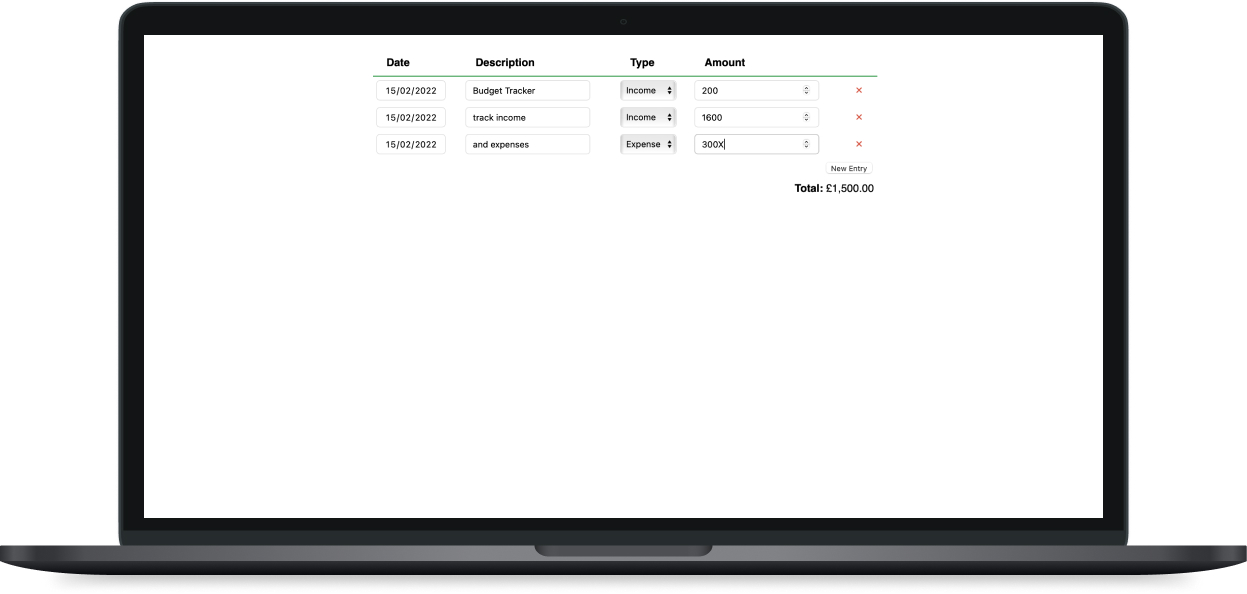 Date Description Type Amount
15/02/2022 Budget Tracker Income 200 ×
15/02/2022 track income Income 1600 ×
15/02/2022 and expenses Expense 300X ×
New Entry
Total: £1,500.00